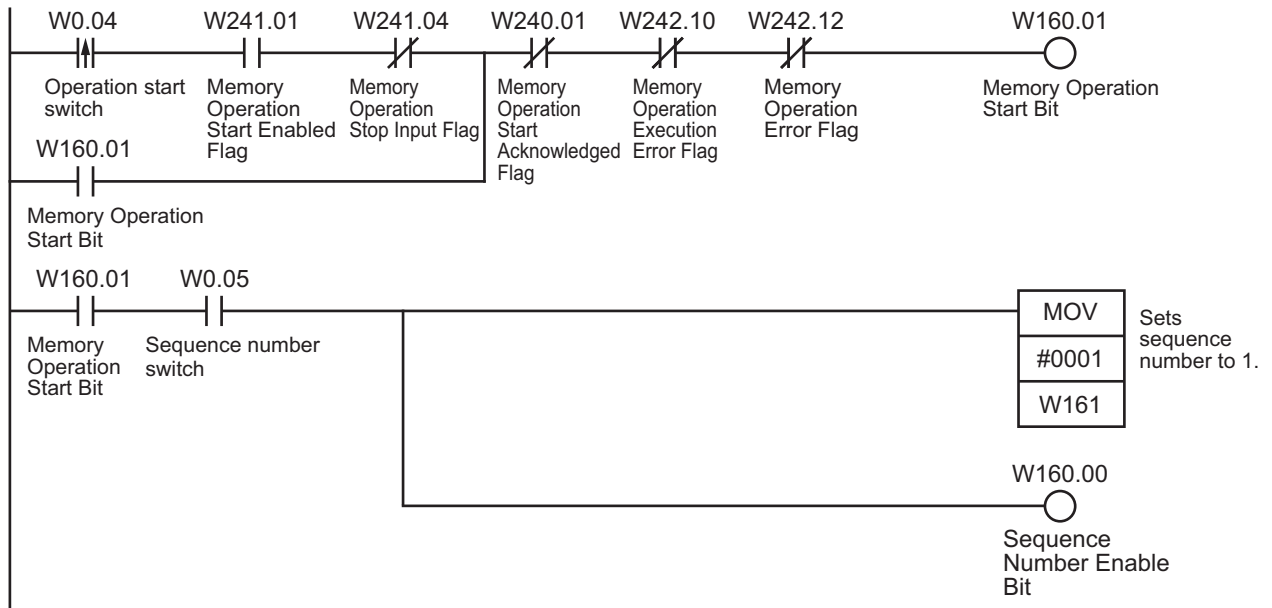 W0.04 W241.01 W241.04 W240.01 W242.10 W242.12 W160.01
Operation start
switch
Memory
Operation
Start Enabled
Flag
Memory
Operation
Stop Input Flag
Memory
Operation
Start
Acknowledged
Flag
Memory
Operation
Execution
Error Flag
Memory
Operation
Error Flag
Memory Operation
Start Bit
W160.01
Memory Operation
Start Bit
W160.01 W0.05
Memory
Operation
Start Bit
Sequence number
switch
MOV
#0001
W161
Sets
sequence
number to 1.
W160.00
Sequence
Number Enable
Bit